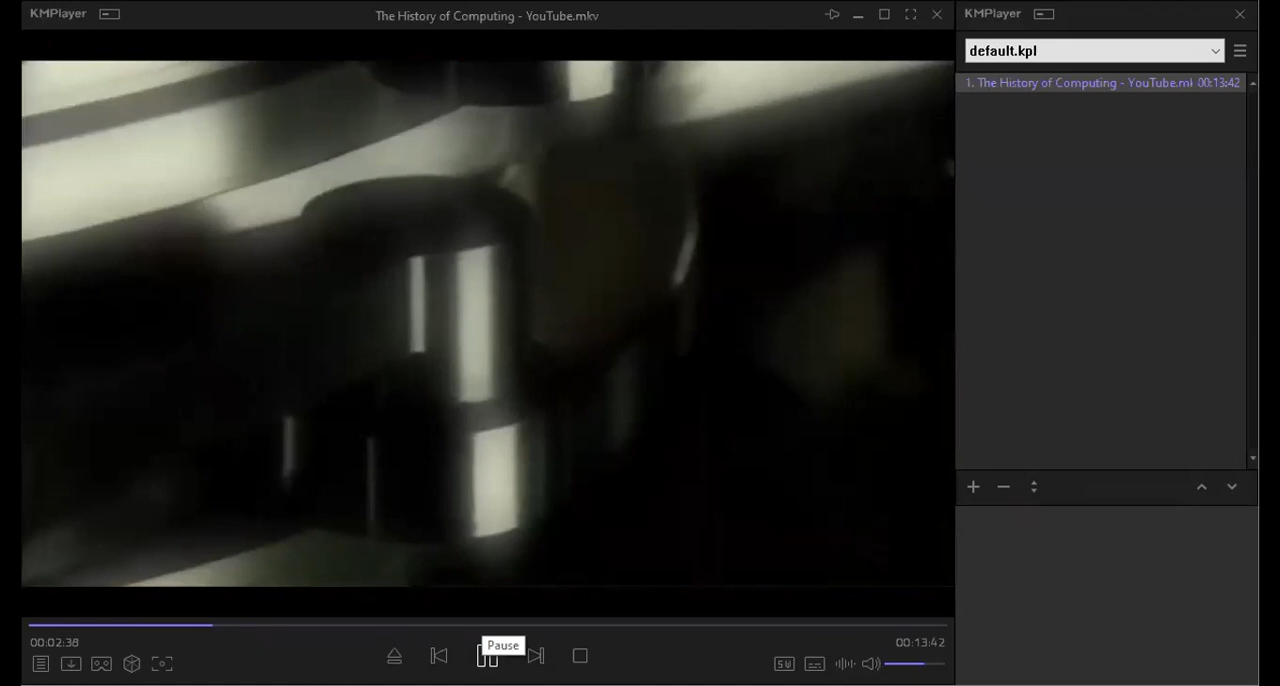 KMPlayer
The History of Computing - YouTube.mkv
KMPlayer
default.kpl
1. The History of Computing - YouTube.mk 00:13:42
00:02:38
Pause
00:13:42
SW